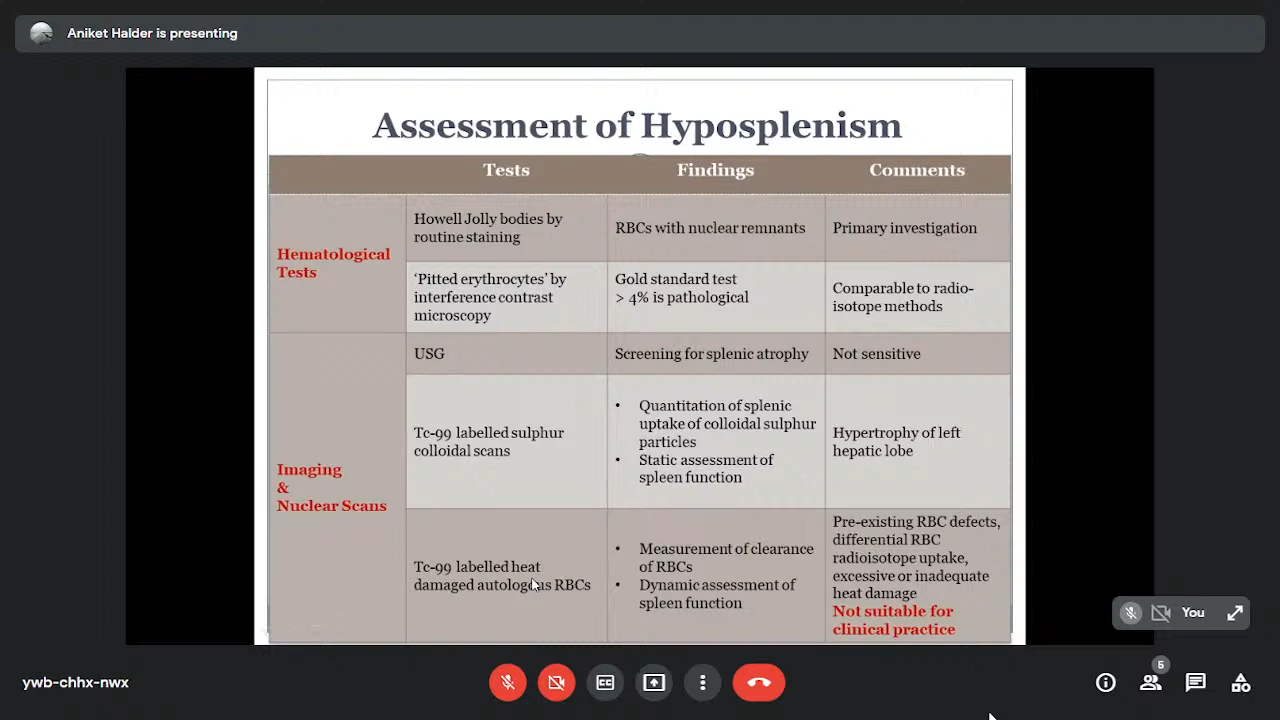 Aniket Halder is presenting
Assessment of Hyposplenism
Tests
Findings
Comments
Hematological
Tests
Howell Jolly bodies by
routine staining
RBCs with nuclear remnants
Primary investigation
‘Pitted erythrocytes’ by
interference contrast
microscopy
Gold standard test
> 4% is pathological
Comparable to radio-
isotope methods
Imaging
&
Nuclear Scans
USG
Screening for splenic atrophy
Not sensitive
Tc-99 labelled sulphur
colloidal scans
• Quantitation of splenic
uptake of colloidal sulphur
particles
• Static assessment of
spleen function
Hypertrophy of left
hepatic lobe
Tc-99 labelled heat
damaged autologous RBCs
• Measurement of clearance
of RBCs
• Dynamic assessment of
spleen function
Pre-existing RBC defects,
differential RBC
radioisotope uptake,
excessive or inadequate
heat damage
Not suitable for
clinical practice
You
ywb-chhx-nwx
CC
5